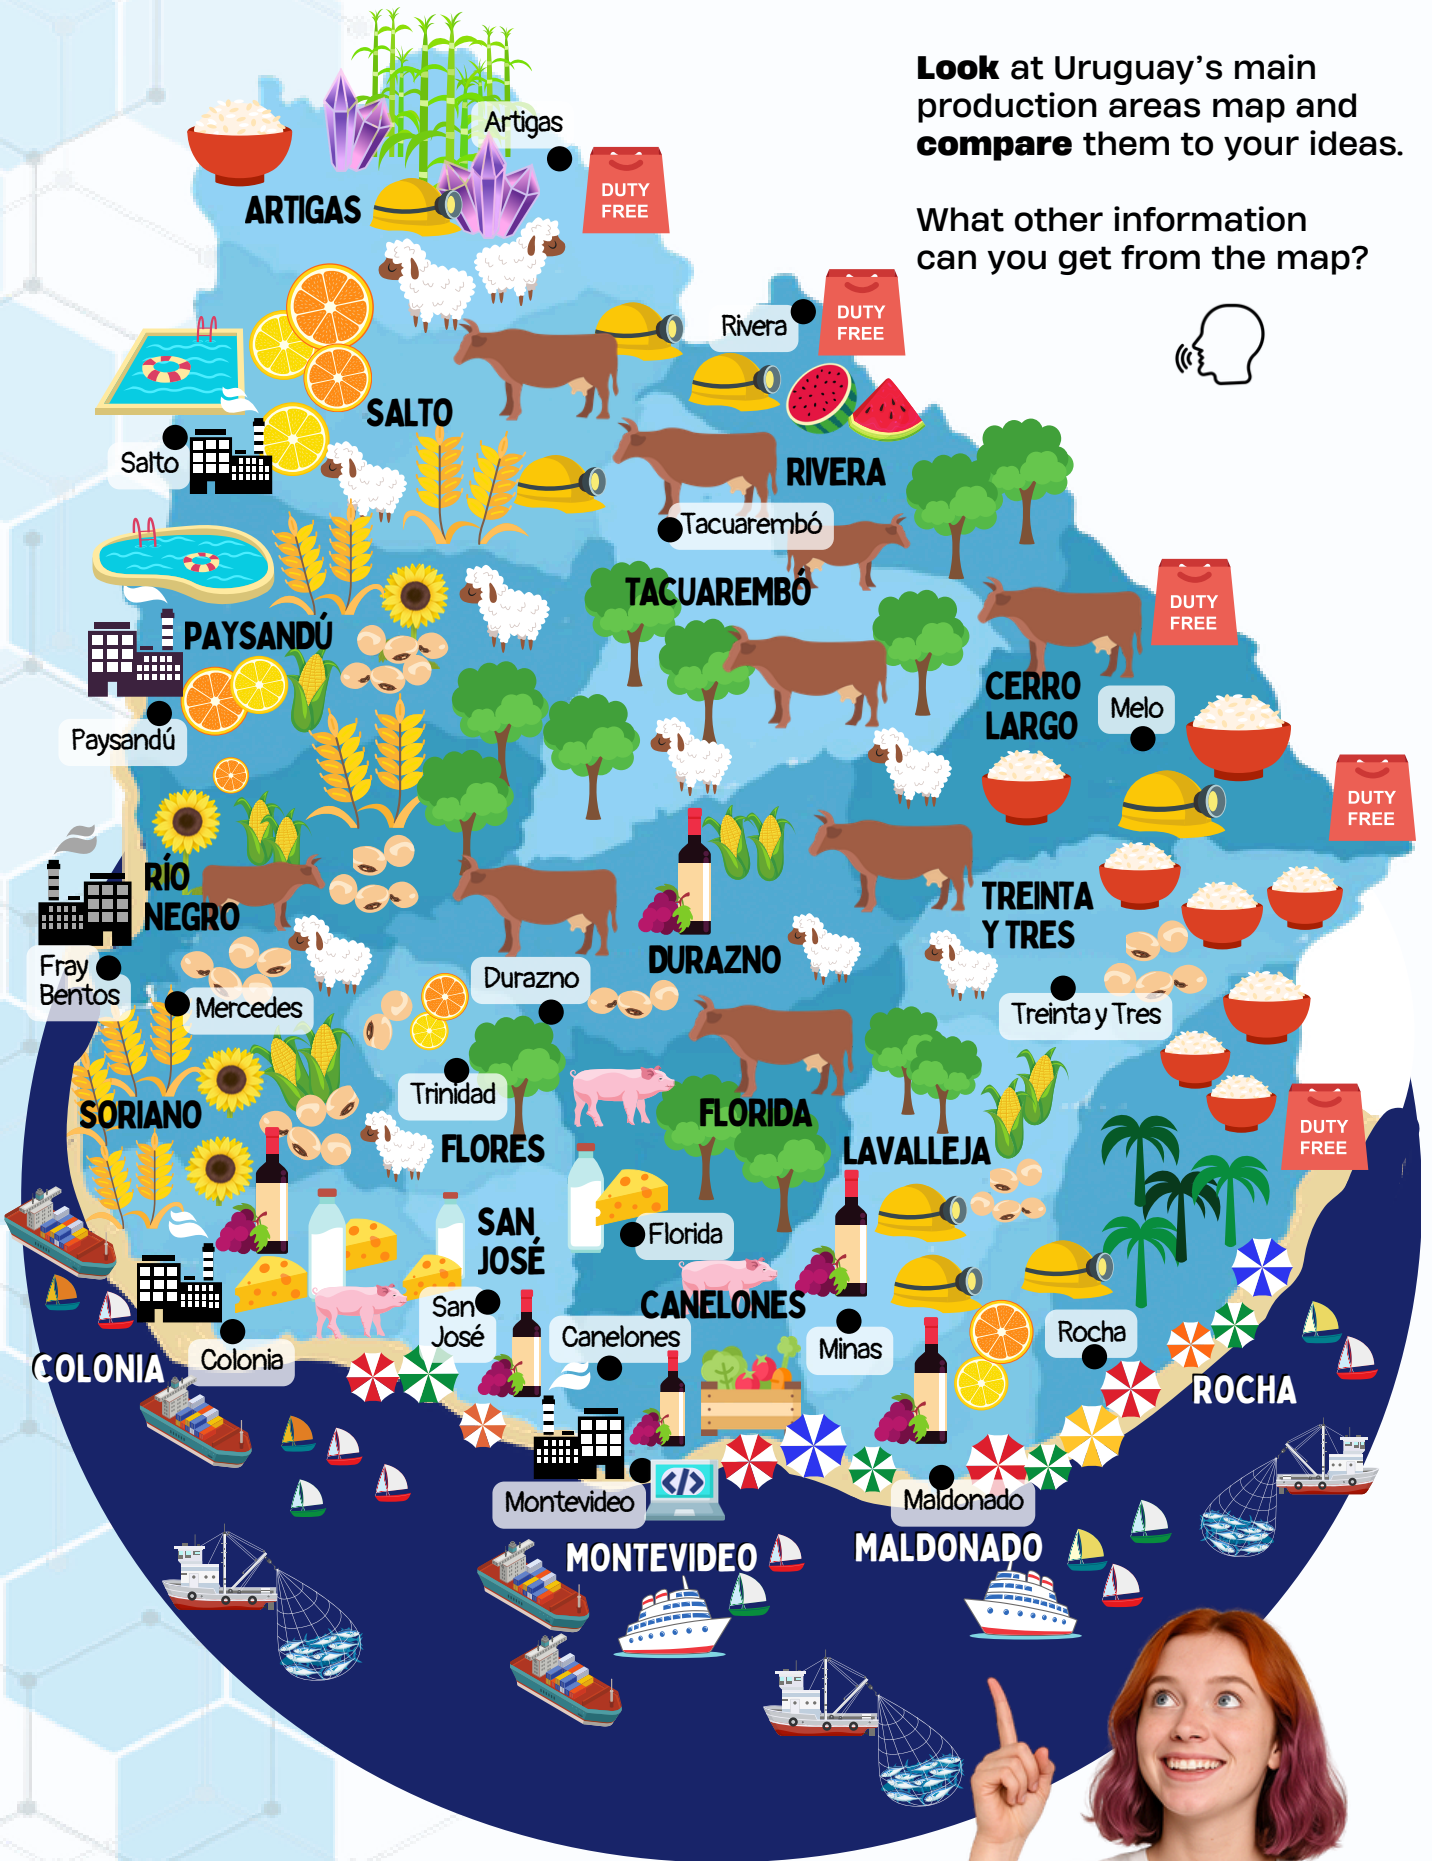 Look at Uruguay's main
production areas map and
compare them to your ideas.
What other information
can you get from the map?
Artigas
DUTY
FREE
ARTIGAS
Rivera
DUTY
FREE
SALTO
Salto
RIVERA
Tacuarembó
TACUAREMBÓ
DUTY
FREE
PAYSANDÚ
Paysandú
CERRO
LARGO
Melo
DUTY
FREE
RÍO
NEGRO
TREINTA
Y TRES
DURAZNO
Fray
Bentos
Mercedes
Durazno
Treinta y Tres
Trinidad
SORIANO
FLORES
FLORIDA
LAVALLEJA
DUTY
FREE
SAN
JOSÉ
Florida
San
José
CANELONES
Canelones
Minas
Rocha
COLONIA
Colonia
ROCHA
Montevideo
</>
Maldonado
MONTEVIDEO
MALDONADO